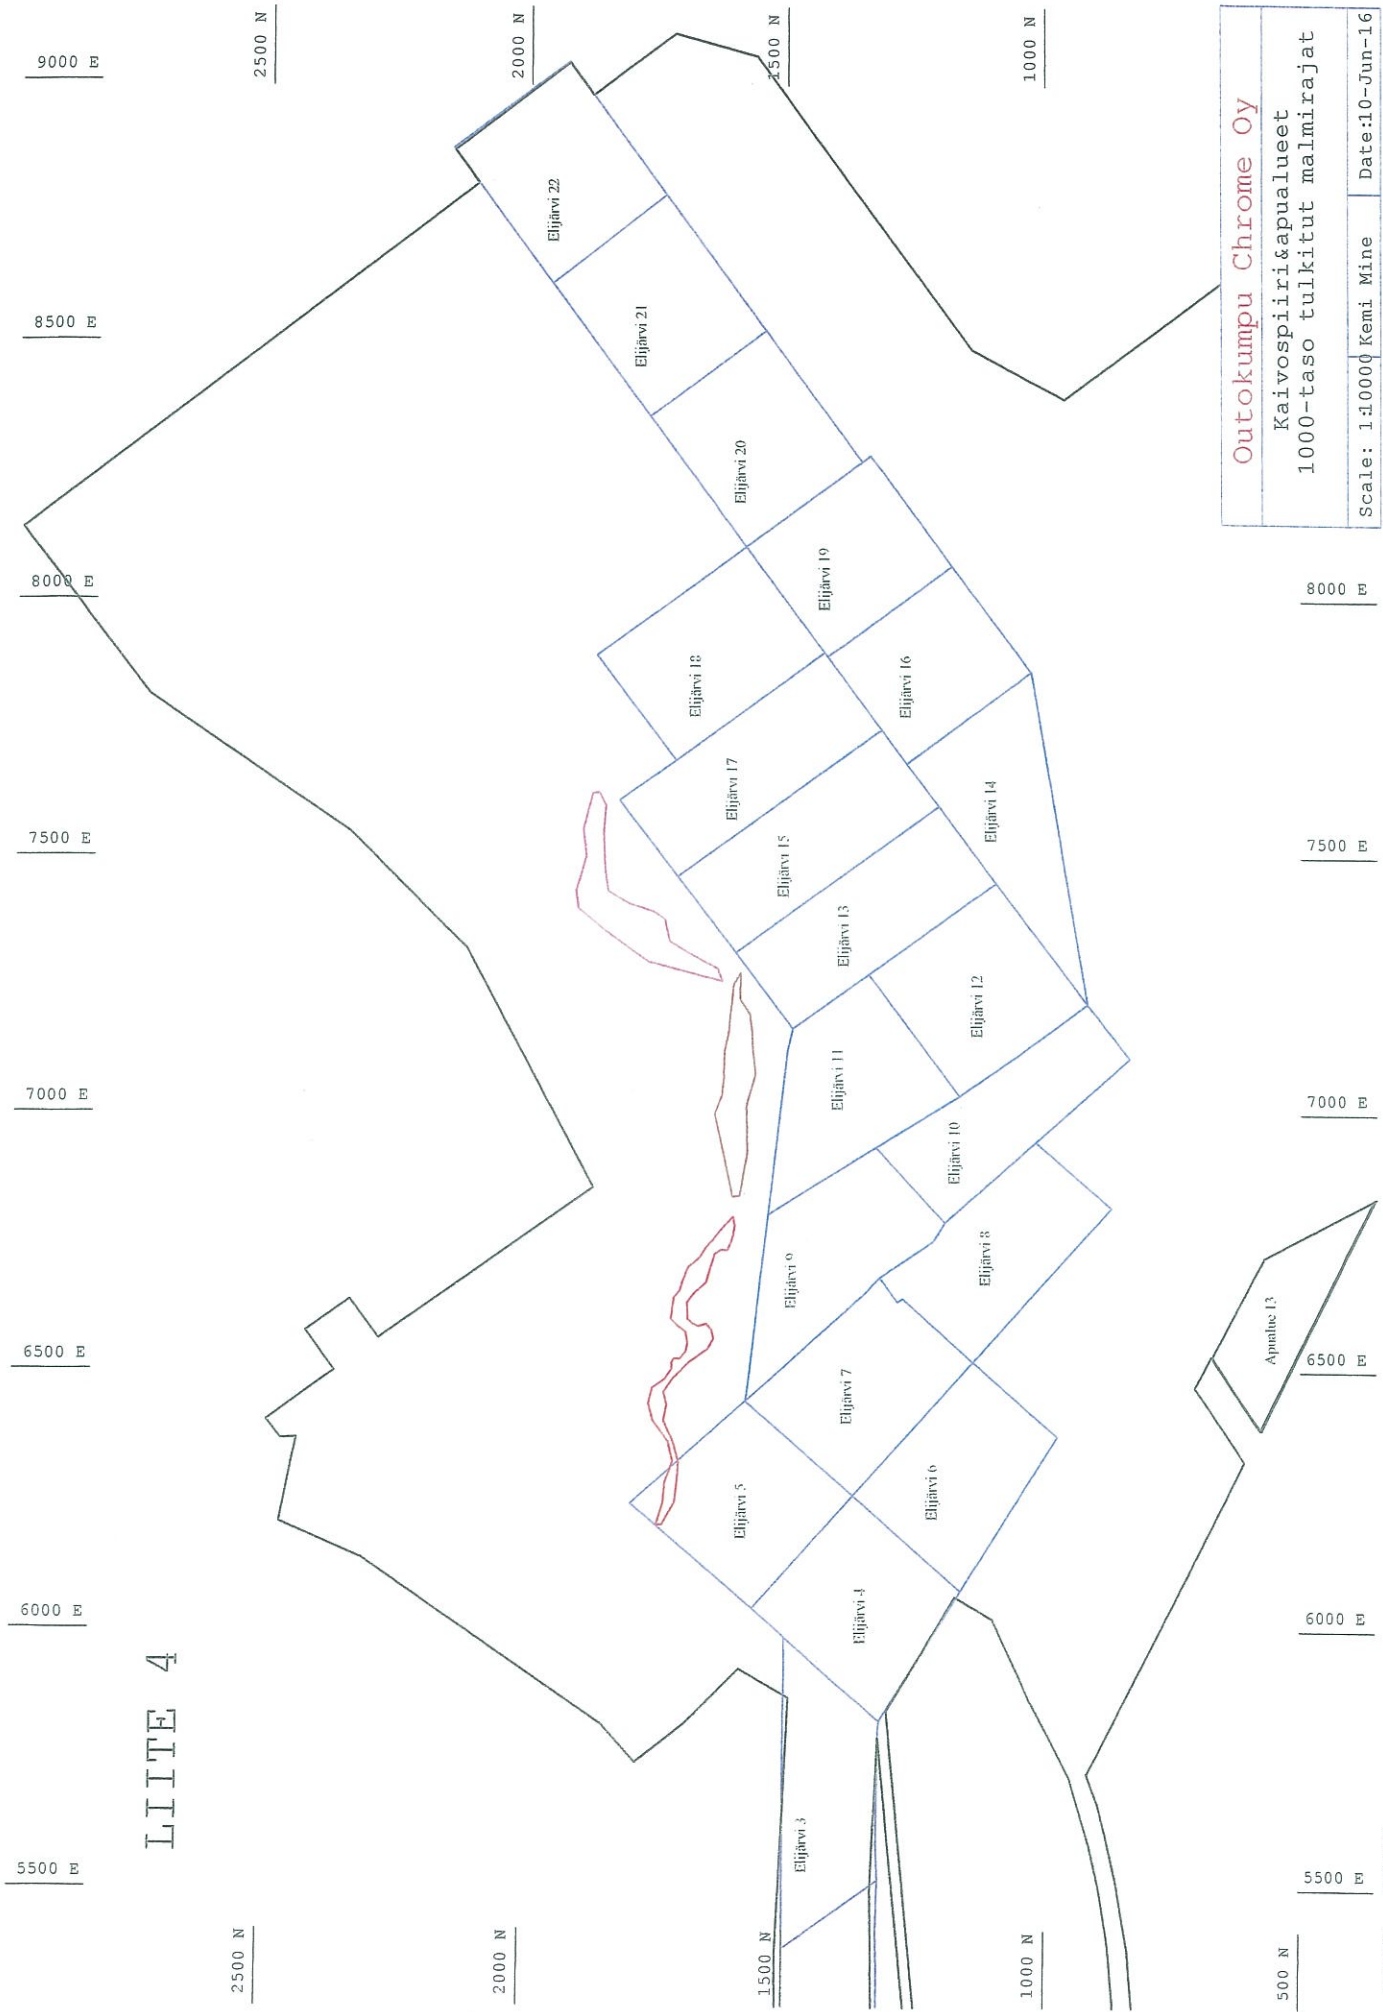 LIITE 4
5500 E
6000 E
6500 E
7000 E
7500 E
8000 E
8500 E
9000 E
2500 N
2500 N
2000 N
2000 N
1500 N
1500 N
1000 N
1000 N
500 N
5500 E
6000 E
6500 E
7000 E
7500 E
8000 E
Elijärvi 3
Elijärvi 4
Elijärvi 5
Elijärvi 6
Elijärvi 7
Elijärvi 8
Elijärvi 9
Elijärvi 10
Elijärvi 11
Elijärvi 12
Elijärvi 13
Elijärvi 14
Elijärvi 15
Elijärvi 16
Elijärvi 17
Elijärvi 18
Elijärvi 19
Elijärvi 20
Elijärvi 21
Elijärvi 22
Apualue 13
Outokumpu Chrome Oy
Kaivospiiri&apualueet
1000-taso tulkitut malmirajat
Scale: 1:10000 Kemi Mine Date:10-Jun-16